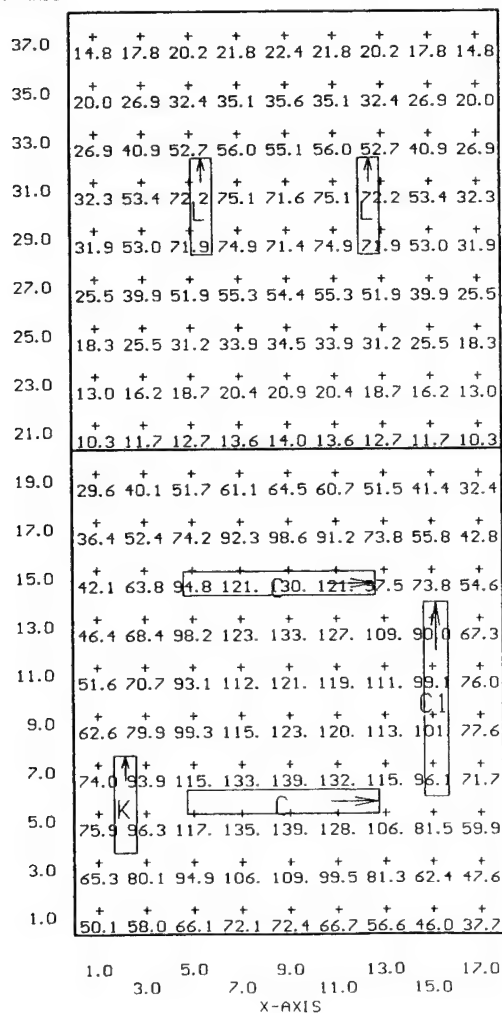 37.0 + + + + + + + + +
14.8 17.8 20.2 21.8 22.4 21.8 20.2 17.8 14.8
35.0 + + + + + + + + +
20.0 26.9 32.4 35.1 35.6 35.1 32.4 26.9 20.0
33.0 + + + + + + + + +
26.9 40.9 52.7 56.0 55.1 56.0 52.7 40.9 26.9
31.0 + + + + + + + + +
32.3 53.4 72.2 75.1 71.6 75.1 72.2 53.4 32.3
L L
29.0 + + + + + + + + +
31.9 53.0 71.9 74.9 71.4 74.9 71.9 53.0 31.9
27.0 + + + + + + + + +
25.5 39.9 51.9 55.3 54.4 55.3 51.9 39.9 25.5
25.0 + + + + + + + + +
18.3 25.5 31.2 33.9 34.5 33.9 31.2 25.5 18.3
23.0 + + + + + + + + +
13.0 16.2 18.7 20.4 20.9 20.4 18.7 16.2 13.0
21.0 + + + + + + + + +
10.3 11.7 12.7 13.6 14.0 13.6 12.7 11.7 10.3
19.0 + + + + + + + + +
29.6 40.1 51.7 61.1 64.5 60.7 51.5 41.4 32.4
17.0 + + + + + + + + +
36.4 52.4 74.2 92.3 98.6 91.2 73.8 55.8 42.8
15.0 + + + + + + + + +
42.1 63.8 94.8 121. 130. 121. 97.5 73.8 54.6
C
13.0 + + + + + + + + +
46.4 68.4 98.2 123. 133. 127. 109. 90.0 67.3
11.0 + + + + + + + + +
51.6 70.7 93.1 112. 121. 119. 111. 99.1 76.0
C1
9.0 + + + + + + + + +
62.6 79.9 99.3 115. 123. 120. 113. 101. 77.6
7.0 + + + + + + + + +
74.0 93.9 115. 133. 139. 132. 115. 96.1 71.7
K C
5.0 + + + + + + + + +
75.9 96.3 117. 135. 139. 128. 106. 81.5 59.9
3.0 + + + + + + + + +
65.3 80.1 94.9 106. 109. 99.5 81.3 62.4 47.6
1.0 + + + + + + + + +
50.1 58.0 66.1 72.1 72.4 66.7 56.6 46.0 37.7
1.0 5.0 9.0 13.0 17.0
3.0 7.0 11.0 15.0
X-AXIS